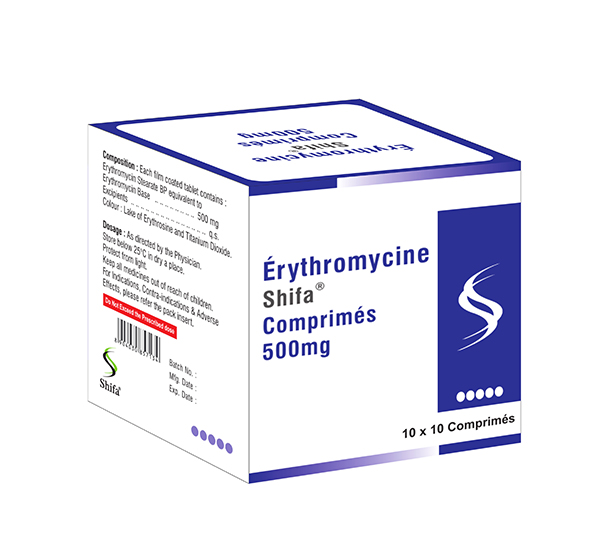 Érythromycine
Shifa®
Comprimés
500mg
Composition : Each film coated tablet contains :
Erythromycin Stearate BP equivalent to
Erythromycin Base 500 mg
Excipients q.s.
Colour : Lake of Erythrosine and Titanium Dioxide.
Dosage : As directed by the Physician.
Store below 25°C in dry a place.
Protect from light.
Keep all medicines out of reach of children.
For Indications, Contra-indications & Adverse
Effects, please refer the pack insert.
Do Not Exceed the Prescribed dose
Batch No. :
Mfg. Date :
Exp. Date :
Shifa®
Érythromycine
Shifa®
Comprimés
500mg
10 x 10 Comprimés